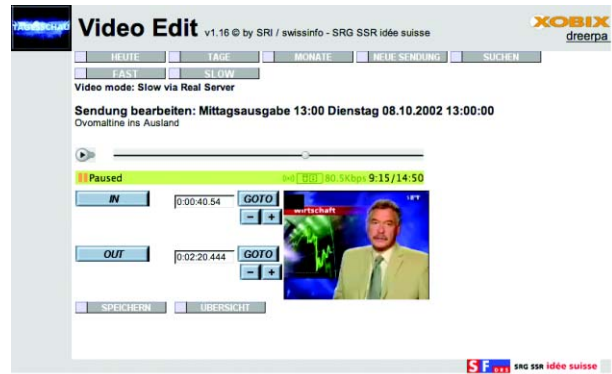 TAGESSCHAU
Video Edit v1.16 © by SRI / swissinfo - SRG SSR idée suisse
XOBIX
dreerpa
HEUTE TAGE MONATE NEUE SENDUNG SUCHEN
FAST SLOW
Video mode: Slow via Real Server
Sendung bearbeiten: Mittagsausgabe 13:00 Dienstag 08.10.2002 13:00:00
Ovomaltine ins Ausland
Paused 80.5Kbps 9:15/14:50
IN 0:00:40.54 GOTO
- +
wirtschaft
OUT 0:02:20.444 GOTO
- +
SPEICHERN ÜBERSICHT
SF DRS SRG SSR idée suisse